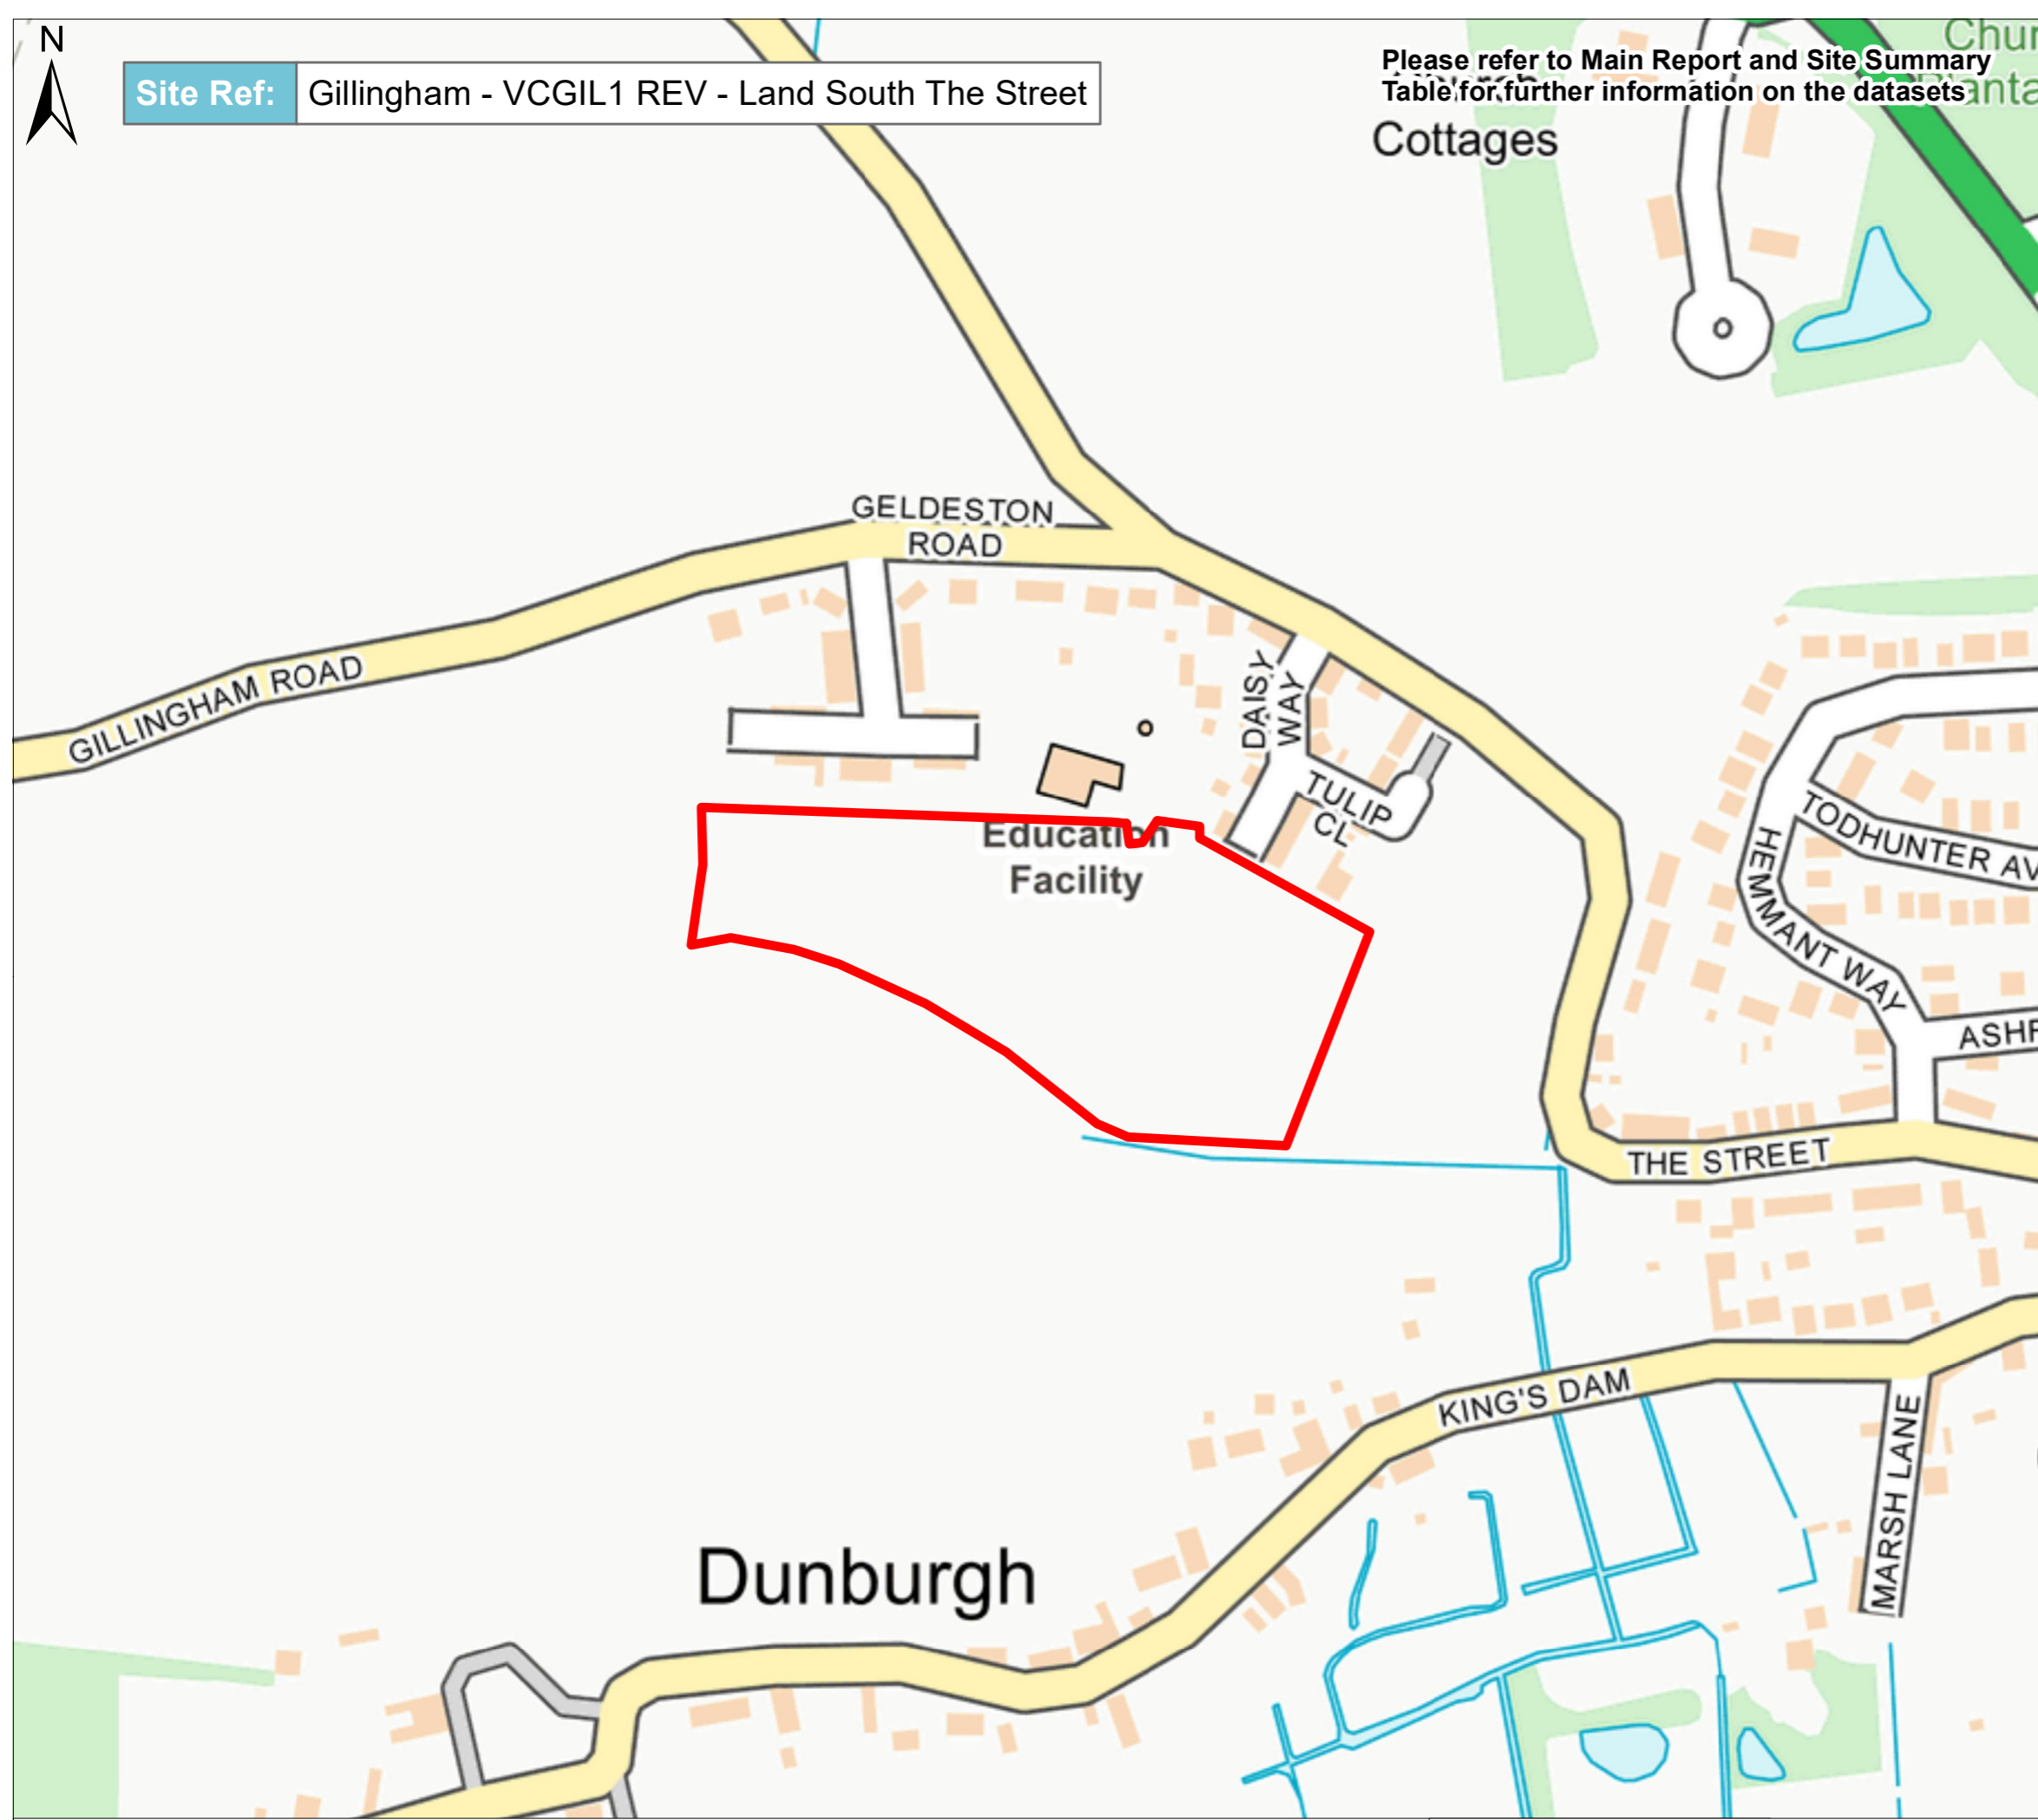 N
Site Ref: Gillingham - VCGIL1 REV - Land South The Street
Please refer to Main Report and Site Summary
Table for further information on the datasets
Cottages
GELDESTON
ROAD
GILLINGHAM ROAD
DAISY
WAY
TULIP
CL
Education
Facility
TODHUNTER AV
HEMMANT WAY
THE STREET
KING'S DAM
MARSH LANE
Dunburgh